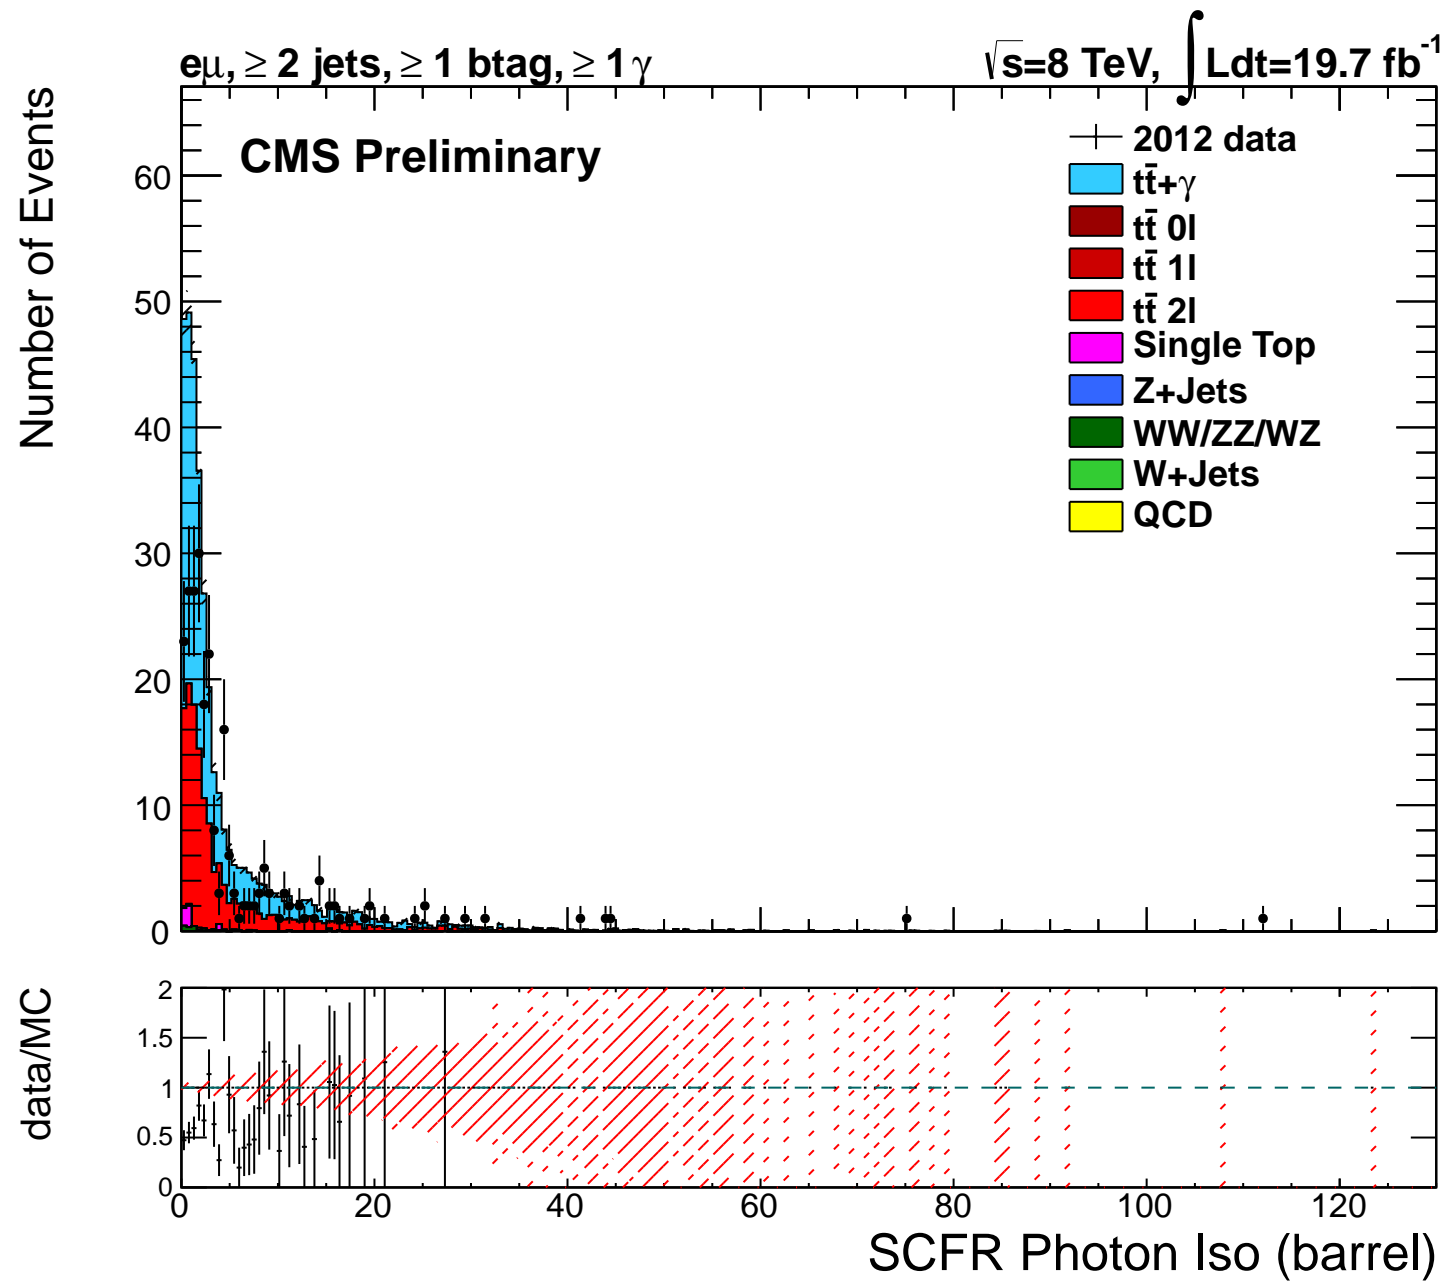 eμ, ≥ 2 jets, ≥ 1 btag, ≥ 1 γ
√s=8 TeV, ∫ Ldt=19.7 fb⁻¹
CMS Preliminary
2012 data
tt̄+γ
tt̄ 0l
tt̄ 1l
tt̄ 2l
Single Top
Z+Jets
WW/ZZ/WZ
W+Jets
QCD
Number of Events
60
50
40
30
20
10
0
data/MC
2
1.5
1
0.5
0
0 20 40 60 80 100 120
SCFR Photon Iso (barrel)